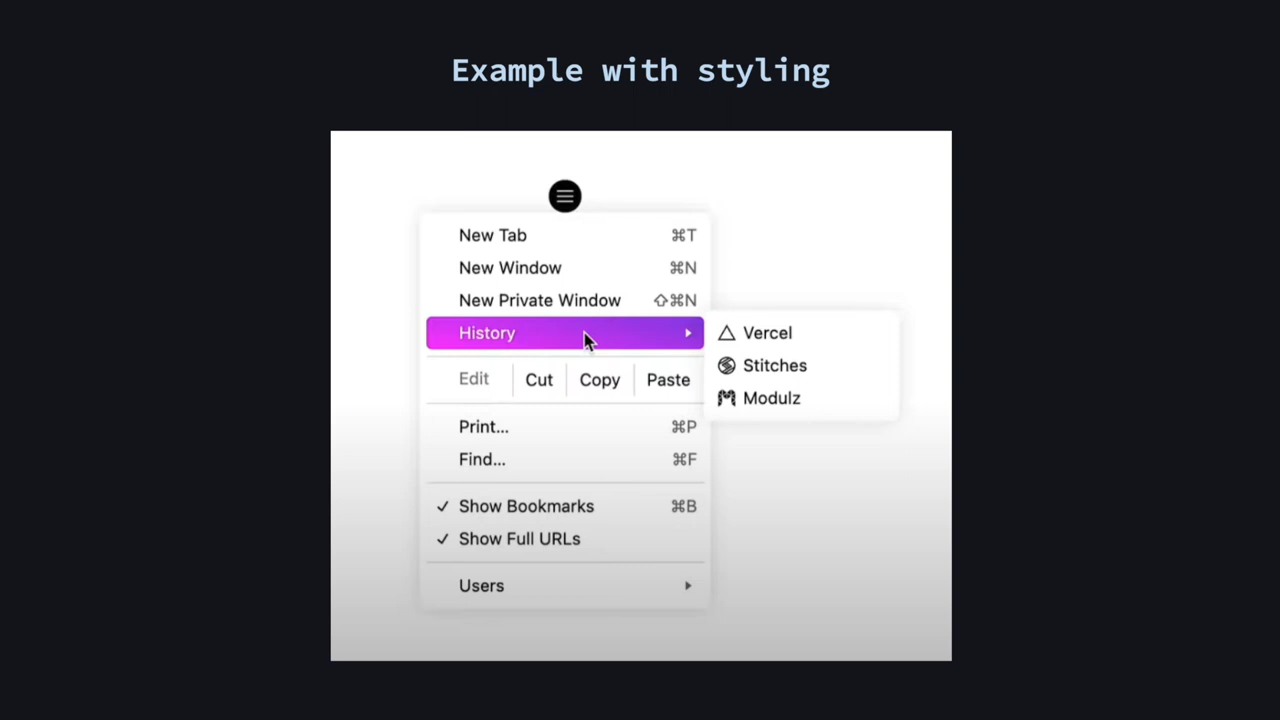 Example with styling
New Tab ⌘T
New Window ⌘N
New Private Window ⇧⌘N
History
Vercel
Edit Cut Copy Paste
Stitches
Modulz
Print... ⌘P
Find... ⌘F
✓ Show Bookmarks ⌘B
✓ Show Full URLs
Users